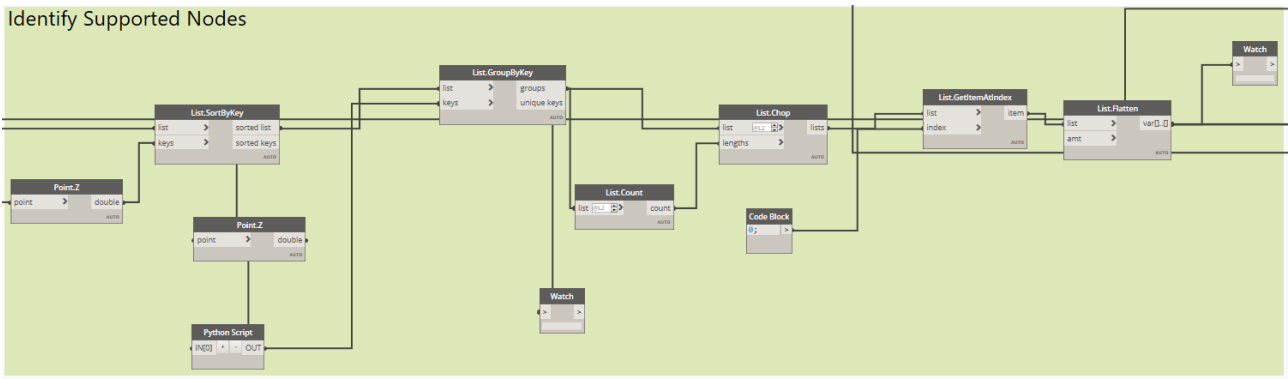 Identify Supported Nodes
Watch
> >
List.GroupByKey
list > groups
keys > unique keys
AUTO
List.SortByKey
list > sorted list
keys > sorted keys
AUTO
List.Chop
list @L2 > lists
lengths >
AUTO
List.GetItemAtIndex
list > item
index >
AUTO
List.Flatten
list > var[]..[]
amt >
AUTO
Point.Z
point > double
AUTO
List.Count
list @L2 > count
AUTO
Point.Z
point > double
AUTO
Code Block
0; >
Watch
> >
Python Script
IN[0] + - OUT
AUTO